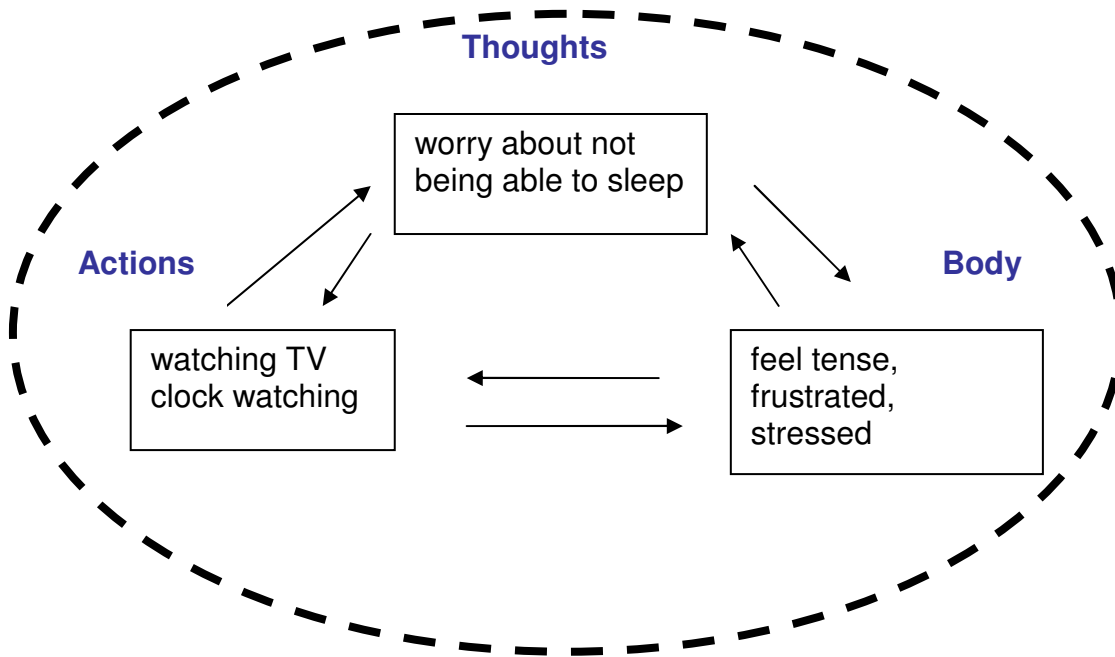 Thoughts
worry about not
being able to sleep
Actions
Body
watching TV
clock watching
feel tense,
frustrated,
stressed